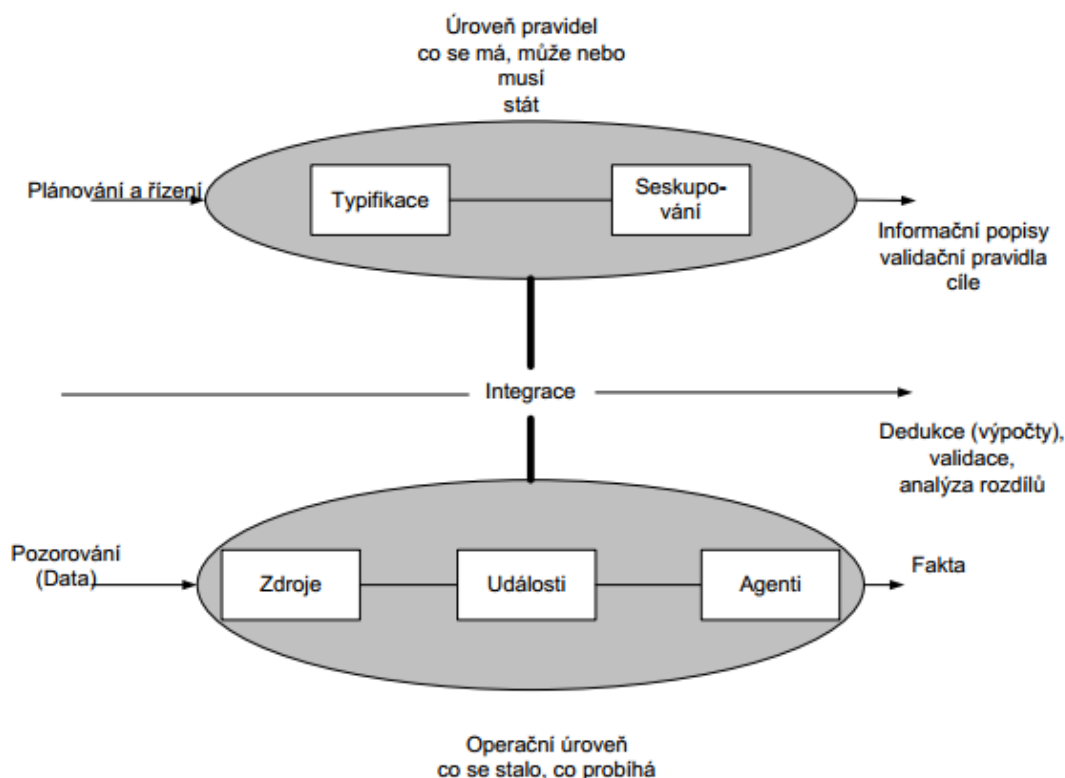 Úroveň pravidel
co se má, může nebo
musí
stát
Plánování a řízení
Typifikace
Seskupo-
vání
Informační popisy
validační pravidla
cíle
Integrace
Dedukce (výpočty),
validace,
analýza rozdílů
Pozorování
(Data)
Zdroje
Události
Agenti
Fakta
Operační úroveň
co se stalo, co probíhá